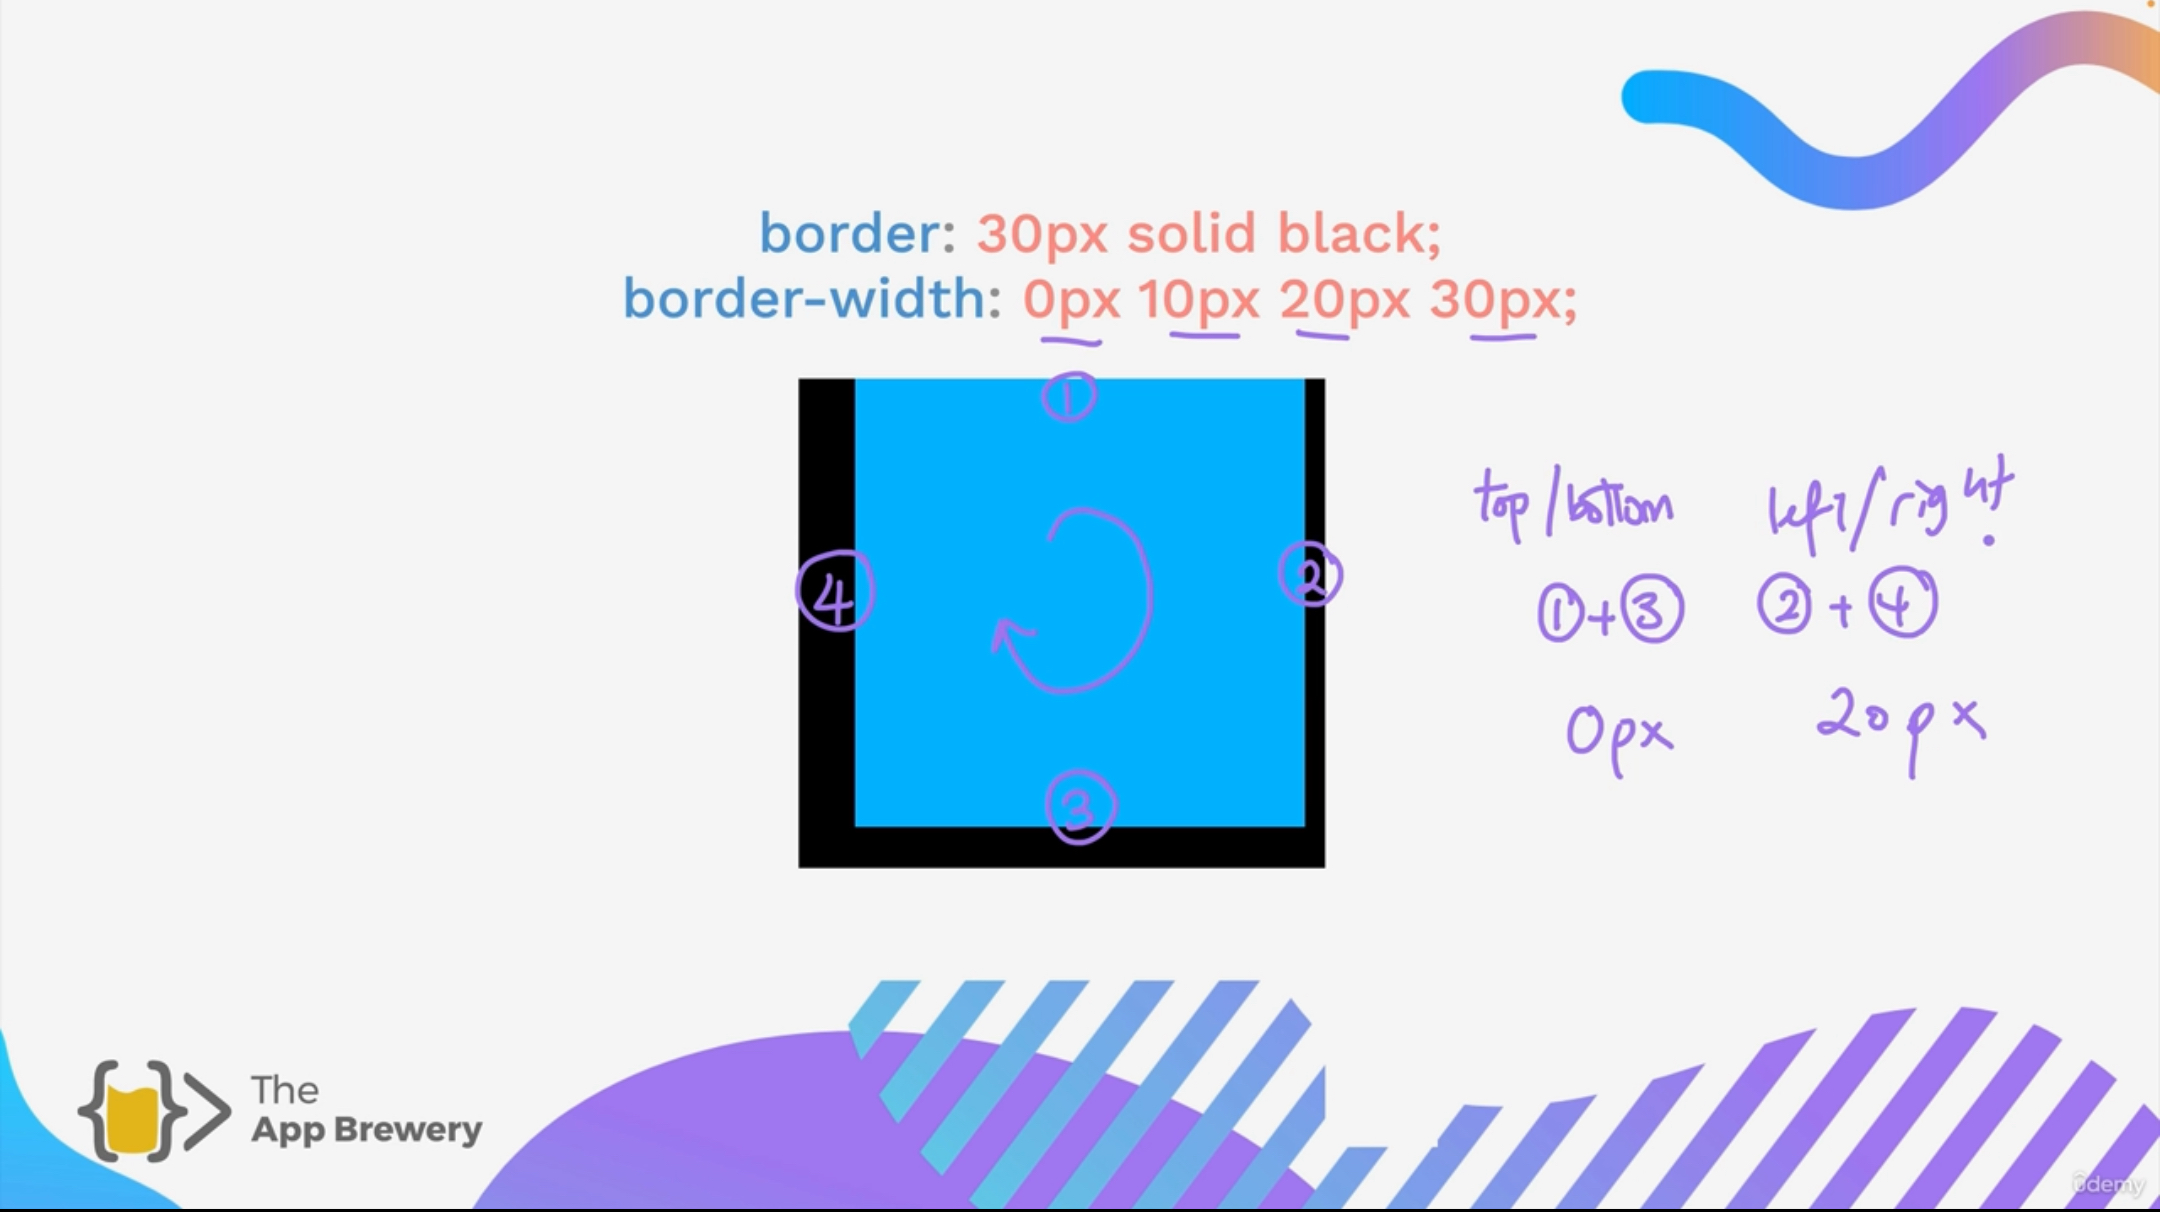 border: 30px solid black;
border-width: 0px 10px 20px 30px;
①
④
②
③
top/bottom left/right
①+③ ②+④
0px 20px
The
App Brewery
ûdemy